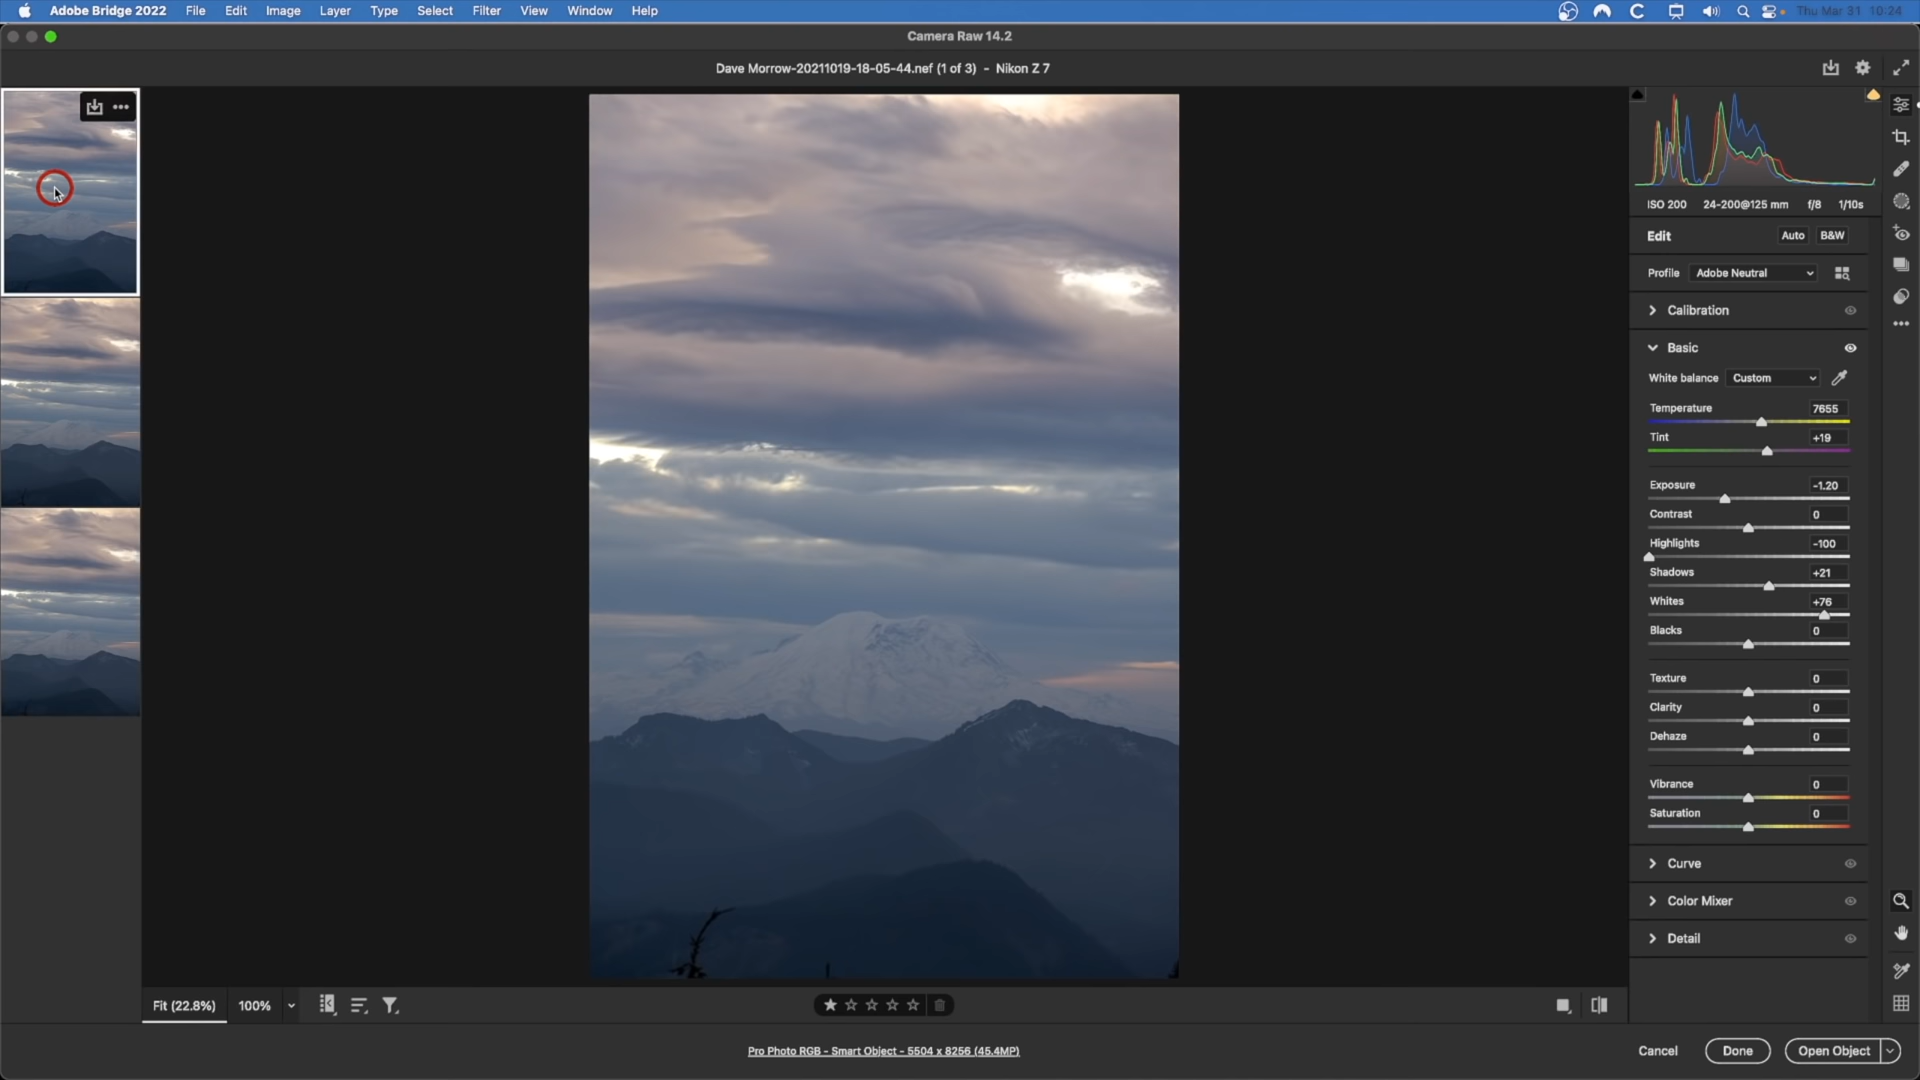 Adobe Bridge 2022 File Edit Image Layer Type Select Filter View Window Help Thu Mar 31 10:24
Camera Raw 14.2
Dave Morrow-20211019-18-05-44.nef (1 of 3) - Nikon Z 7
ISO 200 24-200@125 mm f/8 1/10s
Edit Auto B&W
Profile Adobe Neutral
Calibration
Basic
White balance Custom
Temperature 7655
Tint +19
Exposure -1.20
Contrast 0
Highlights -100
Shadows +21
Whites +76
Blacks 0
Texture 0
Clarity 0
Dehaze 0
Vibrance 0
Saturation 0
Curve
Color Mixer
Detail
Fit (22.8%) 100%
Pro Photo RGB - Smart Object - 5504 x 8256 (45.4MP)
Cancel Done Open Object